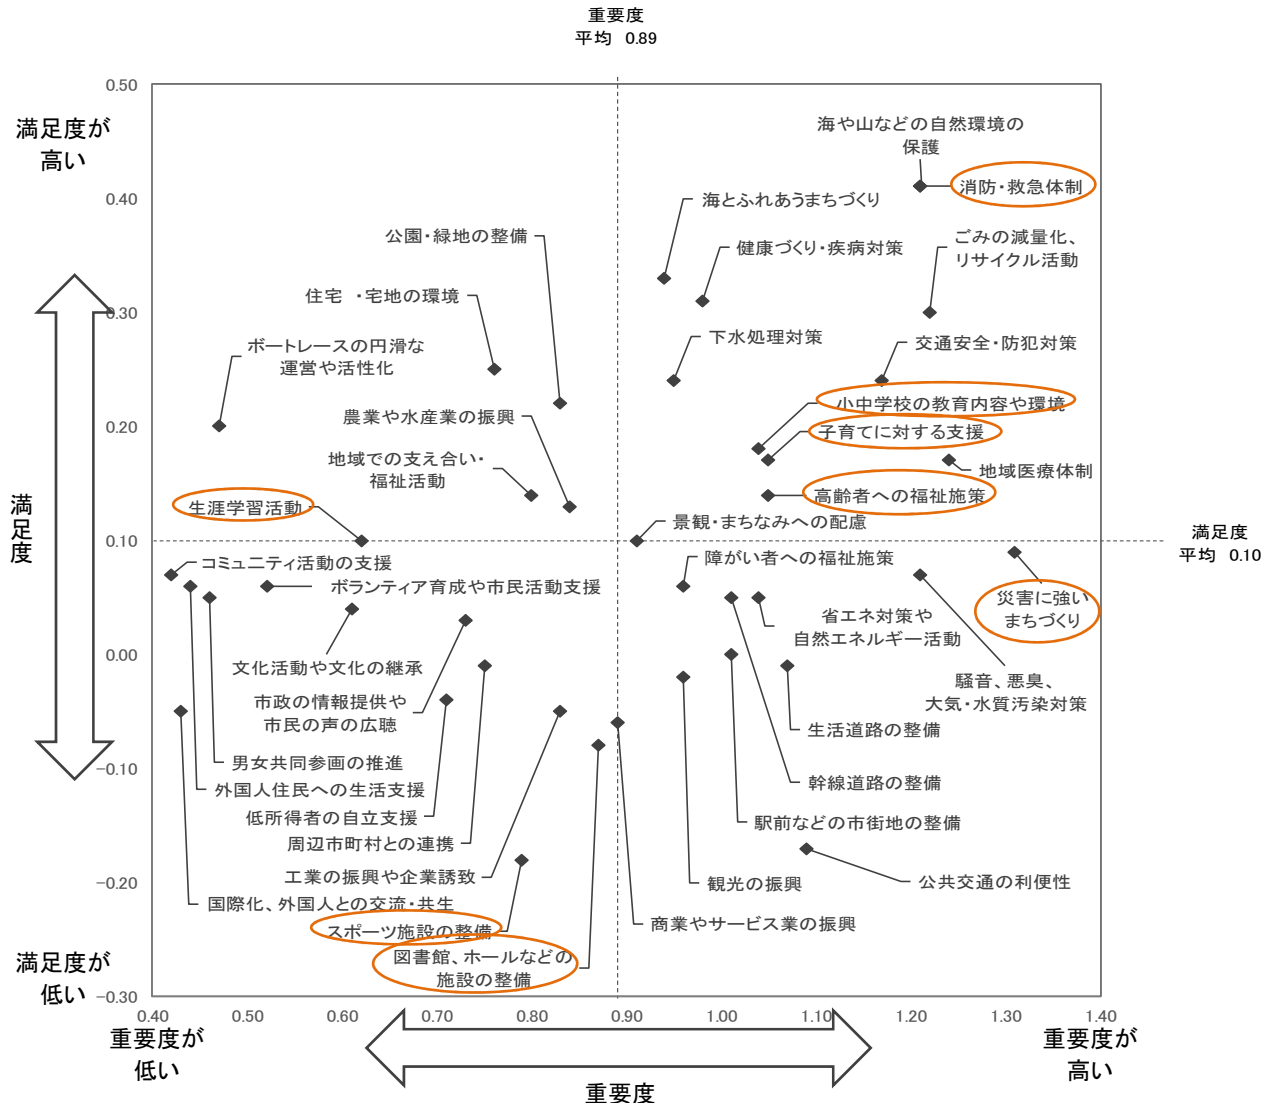 重要度
平均 0.89
0.50
満足度が
高い
海や山などの自然環境の
保護
消防・救急体制
0.40
海とふれあうまちづくり
公園・緑地の整備
健康づくり・疾病対策
ごみの減量化、
リサイクル活動
住宅 ・宅地の環境
0.30
ボートレースの円滑な
運営や活性化
下水処理対策
交通安全・防犯対策
小中学校の教育内容や環境
農業や水産業の振興
0.20
子育てに対する支援
地域での支え合い・
福祉活動
地域医療体制
高齢者への福祉施策
生涯学習活動
景観・まちなみへの配慮
満足度
0.10
満足度
平均 0.10
コミュニティ活動の支援
障がい者への福祉施策
ボランティア育成や市民活動支援
災害に強い
まちづくり
省エネ対策や
自然エネルギー活動
0.00
文化活動や文化の継承
騒音、悪臭、
大気・水質汚染対策
市政の情報提供や
市民の声の広聴
生活道路の整備
男女共同参画の推進
-0.10
外国人住民への生活支援
幹線道路の整備
低所得者の自立支援
駅前などの市街地の整備
周辺市町村との連携
工業の振興や企業誘致
観光の振興
公共交通の利便性
-0.20
国際化、外国人との交流・共生
商業やサービス業の振興
スポーツ施設の整備
図書館、ホールなどの
施設の整備
満足度が
低い
-0.30
0.40 0.50 0.60 0.70 0.80 0.90 1.00 1.10 1.20 1.30 1.40
重要度が
低い
重要度
重要度が
高い